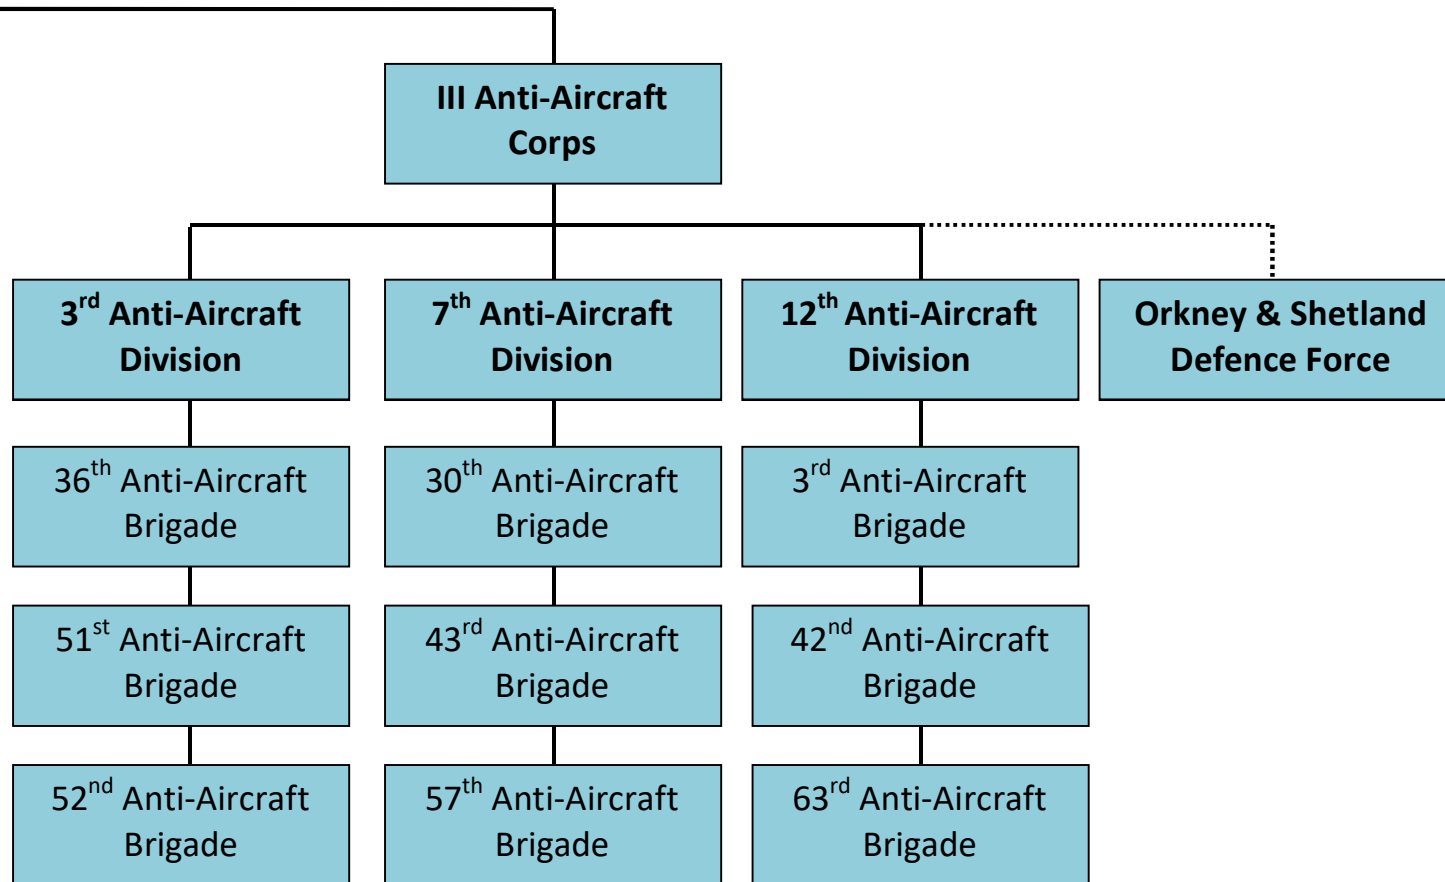 III Anti-Aircraft
Corps
3rd Anti-Aircraft
Division
7th Anti-Aircraft
Division
12th Anti-Aircraft
Division
Orkney & Shetland
Defence Force
36th Anti-Aircraft
Brigade
30th Anti-Aircraft
Brigade
3rd Anti-Aircraft
Brigade
51st Anti-Aircraft
Brigade
43rd Anti-Aircraft
Brigade
42nd Anti-Aircraft
Brigade
52nd Anti-Aircraft
Brigade
57th Anti-Aircraft
Brigade
63rd Anti-Aircraft
Brigade